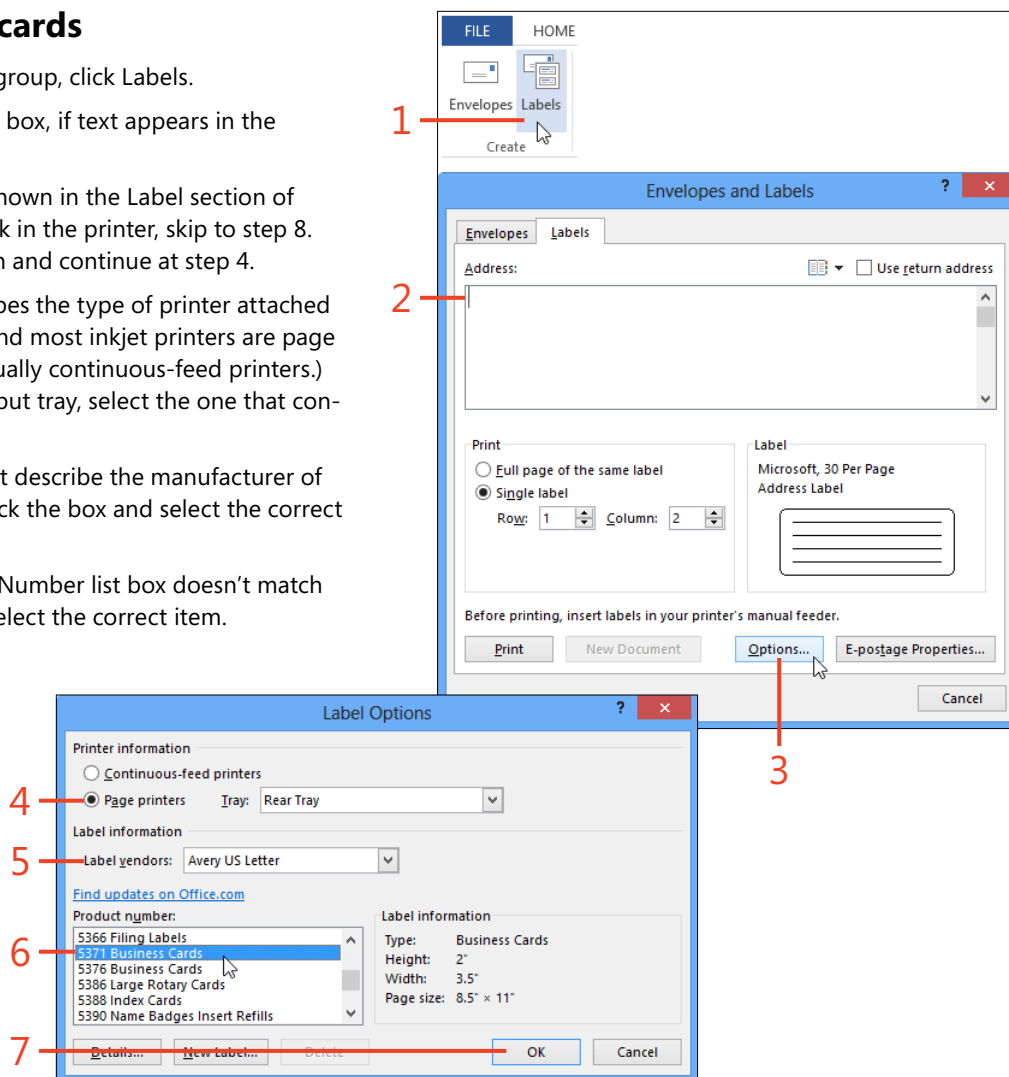 cards
group, click Labels.
box, if text appears in the
hown in the Label section of
k in the printer, skip to step 8.
n and continue at step 4.
bes the type of printer attached
nd most inkjet printers are page
ually continuous-feed printers.)
put tray, select the one that con-
t describe the manufacturer of
ck the box and select the correct
Number list box doesn’t match
elect the correct item.
FILE HOME
Envelopes Labels
1
Create
Envelopes and Labels ? ×
Envelopes Labels
Address: Use return address
2
Print
Full page of the same label
Single label
Row: 1 Column: 2
Label
Microsoft, 30 Per Page
Address Label
Before printing, insert labels in your printer's manual feeder.
Print New Document Options... E-postage Properties...
Cancel
3
Label Options ? ×
Printer information
Continuous-feed printers
4 Page printers Tray: Rear Tray
Label information
5 Label vendors: Avery US Letter
Find updates on Office.com
Product number:
5366 Filing Labels
6 5371 Business Cards
5376 Business Cards
5386 Large Rotary Cards
5388 Index Cards
5390 Name Badges Insert Refills
Label information
Type: Business Cards
Height: 2"
Width: 3.5"
Page size: 8.5" × 11"
7 Details... New Label... Delete OK Cancel